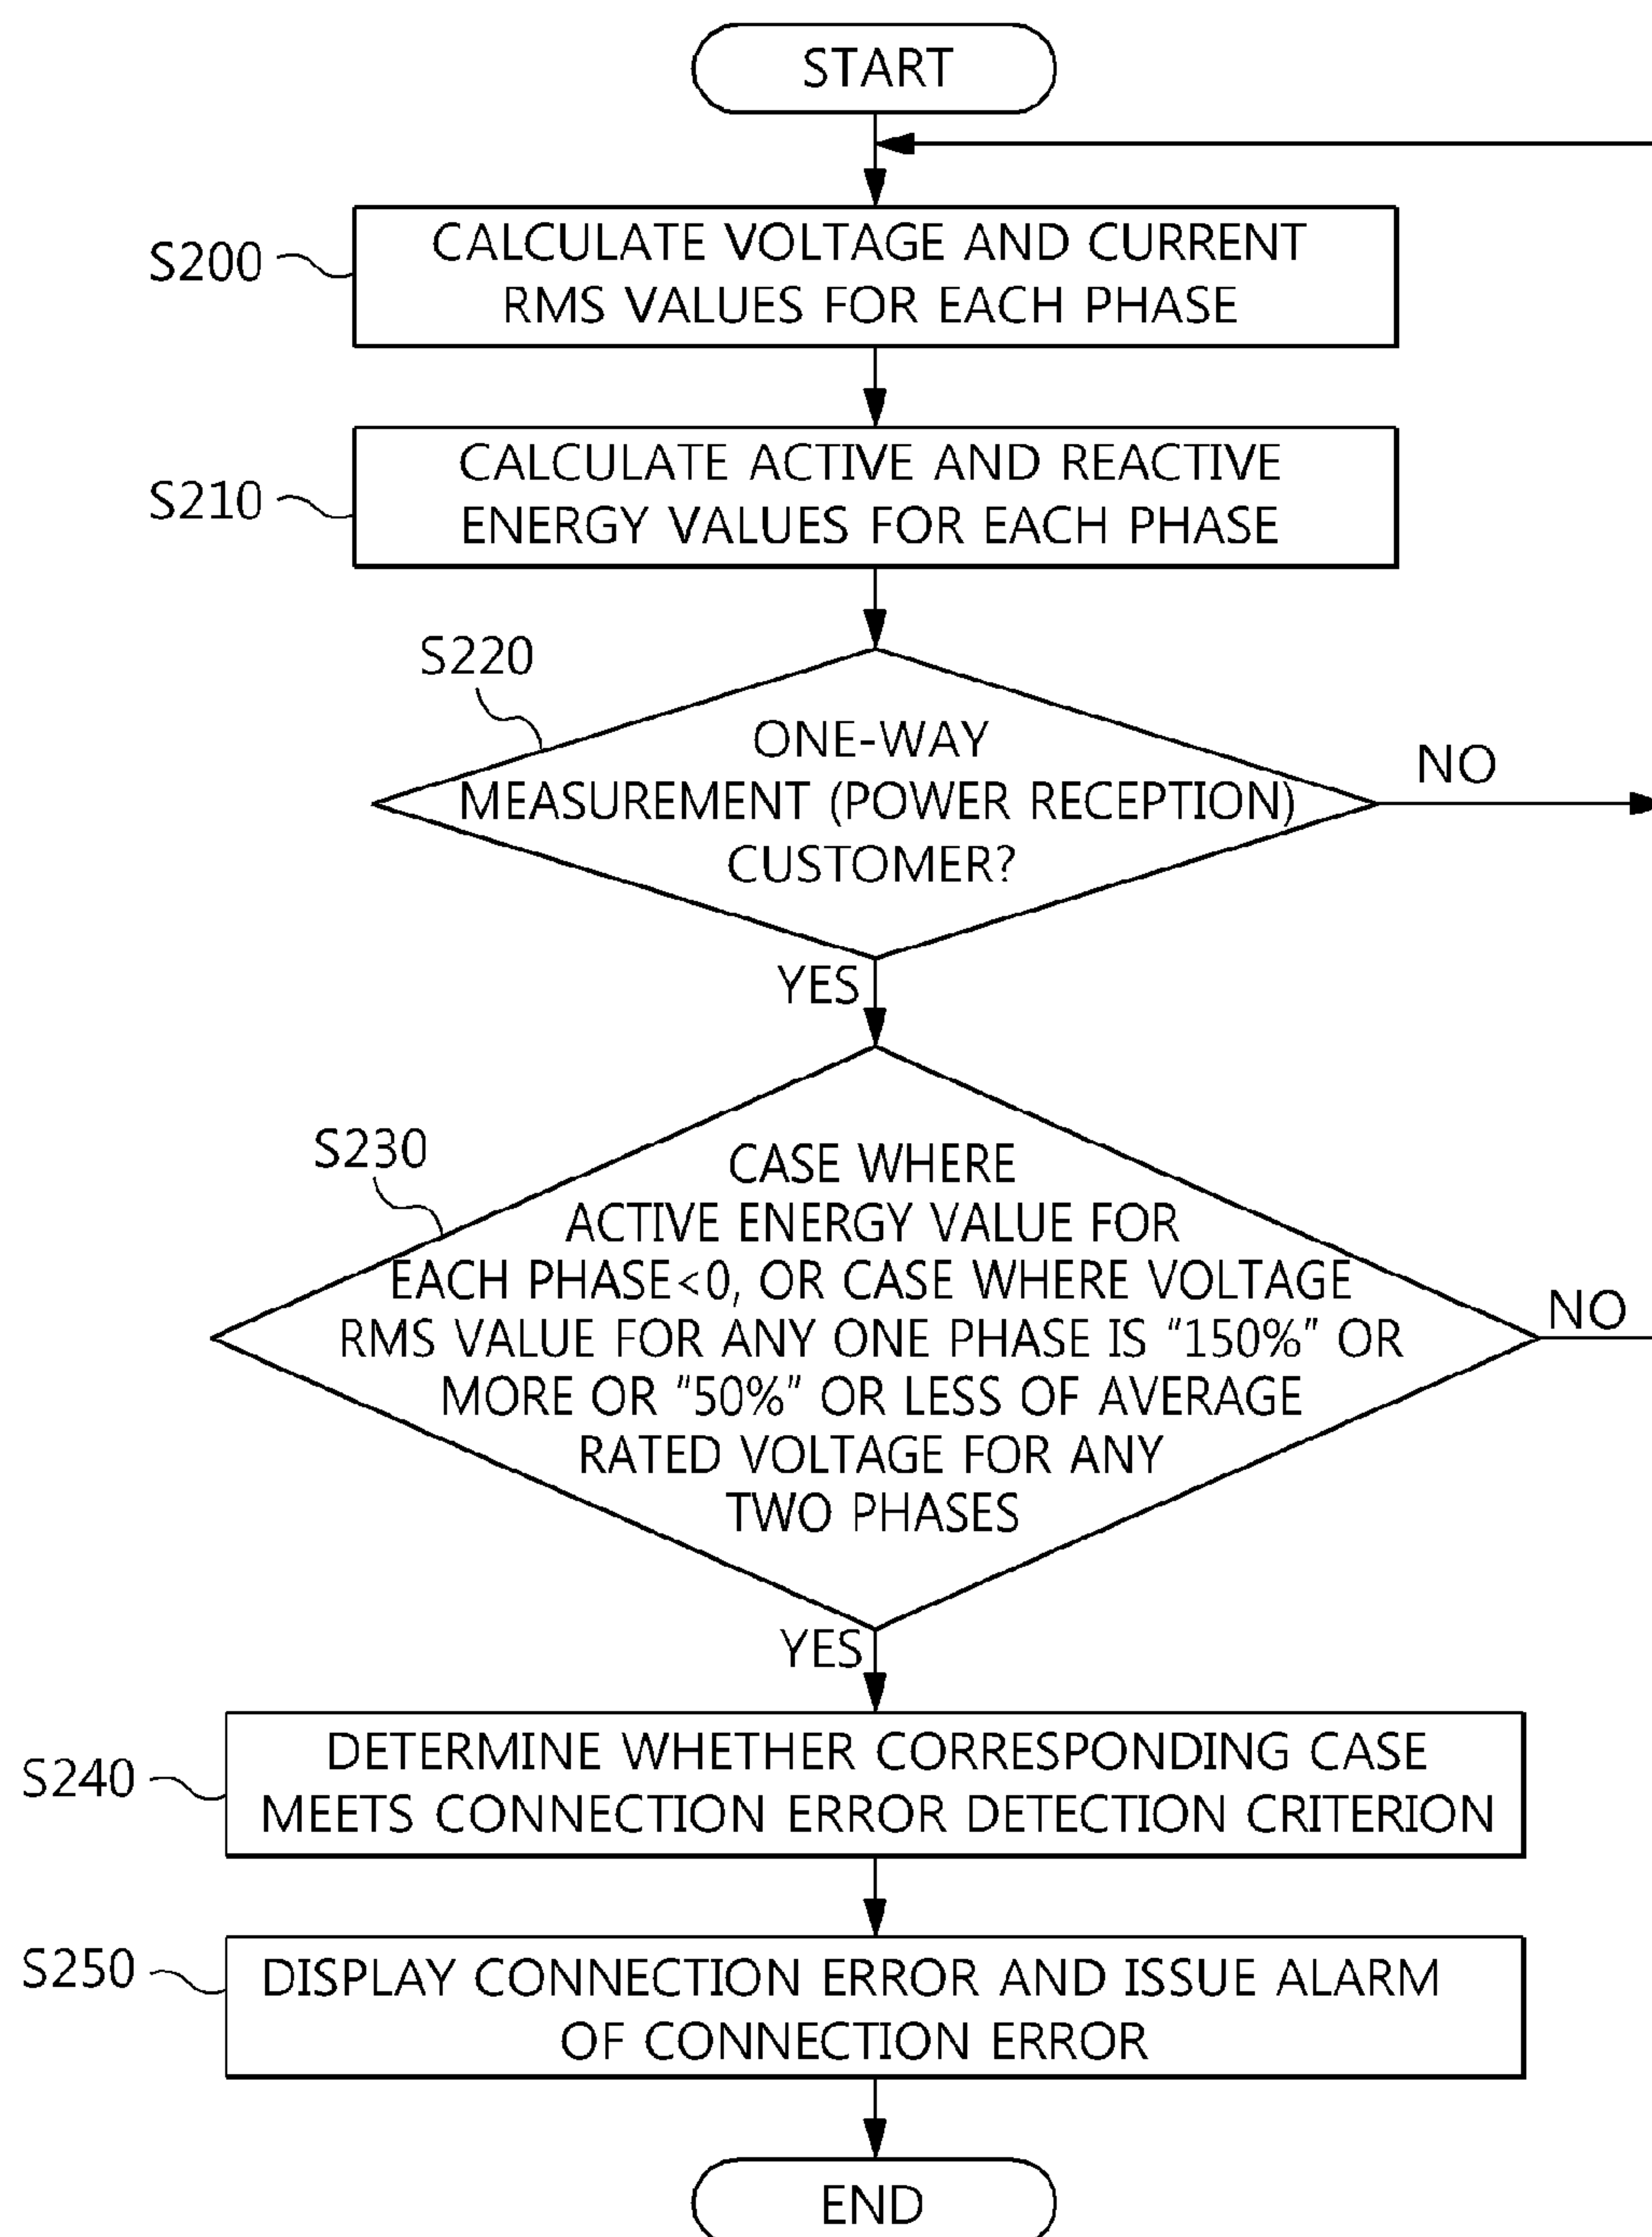 START
S200
CALCULATE VOLTAGE AND CURRENT
RMS VALUES FOR EACH PHASE
S210
CALCULATE ACTIVE AND REACTIVE
ENERGY VALUES FOR EACH PHASE
S220
ONE-WAY
MEASUREMENT (POWER RECEPTION)
CUSTOMER?
NO
YES
S230
CASE WHERE
ACTIVE ENERGY VALUE FOR
EACH PHASE<0, OR CASE WHERE VOLTAGE
RMS VALUE FOR ANY ONE PHASE IS “150%” OR
MORE OR “50%” OR LESS OF AVERAGE
RATED VOLTAGE FOR ANY
TWO PHASES
NO
YES
S240
DETERMINE WHETHER CORRESPONDING CASE
MEETS CONNECTION ERROR DETECTION CRITERION
S250
DISPLAY CONNECTION ERROR AND ISSUE ALARM
OF CONNECTION ERROR
END